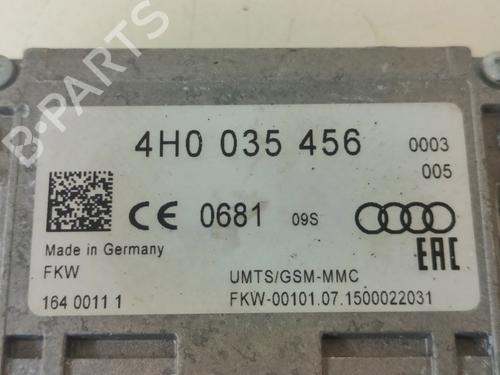 4H0 035 456 0003
005
CE 0681 09S
Made in Germany EAC
FKW UMTS/GSM-MMC
164 0011 1 FKW-00101.07.1500022031